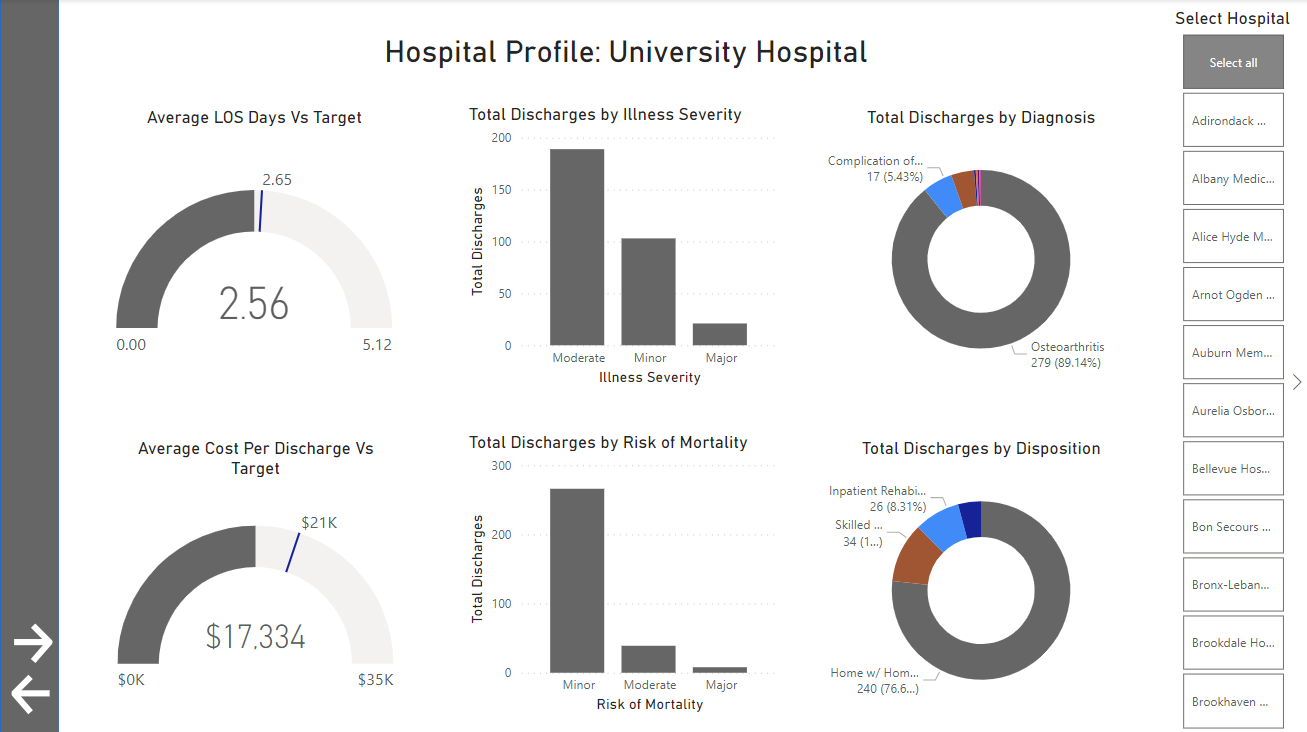 Select Hospital
Hospital Profile: University Hospital
Select all
Average LOS Days Vs Target
2.65
2.56
0.00
5.12
Total Discharges by Illness Severity
Total Discharges
200
150
100
50
0
Moderate
Minor
Major
Illness Severity
Total Discharges by Diagnosis
Complication of...
17 (5.43%)
Osteoarthritis
279 (89.14%)
Average Cost Per Discharge Vs
Target
$21K
$17,334
$0K
$35K
Total Discharges by Risk of Mortality
Total Discharges
300
200
100
0
Minor
Moderate
Major
Risk of Mortality
Total Discharges by Disposition
Inpatient Rehabi...
26 (8.31%)
Skilled ...
34 (1...)
Home w/ Hom...
240 (76.6...)
Adirondack ...
Albany Medic...
Alice Hyde M...
Arnot Ogden ...
Auburn Mem...
Aurelia Osbor...
Bellevue Hos...
Bon Secours ...
Bronx-Leban...
Brookdale Ho...
Brookhaven ...